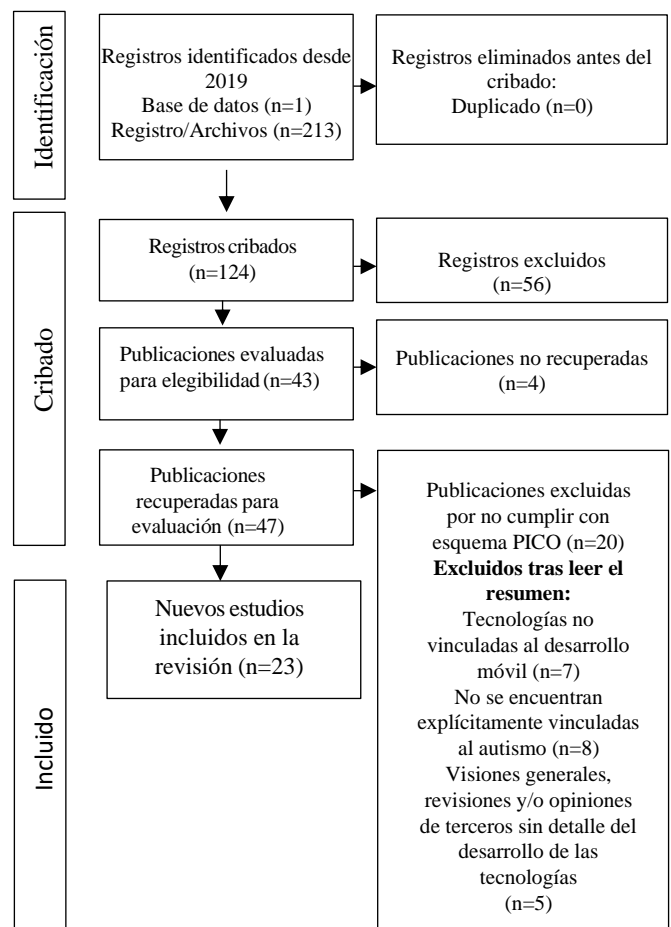 Identificación
Registros identificados desde
2019
Base de datos (n=1)
Registro/Archivos (n=213)
Registros eliminados antes del
cribado:
Duplicado (n=0)
Cribado
Registros cribados
(n=124)
Registros excluidos
(n=56)
Publicaciones evaluadas
para elegibilidad (n=43)
Publicaciones no recuperadas
(n=4)
Publicaciones
recuperadas para
evaluación (n=47)
Publicaciones excluidas
por no cumplir con
esquema PICO (n=20)
Excluidos tras leer el
resumen:
Tecnologías no
vinculadas al desarrollo
móvil (n=7)
No se encuentran
explícitamente vinculadas
al autismo (n=8)
Visiones generales,
revisiones y/o opiniones
de terceros sin detalle del
desarrollo de las
tecnologías
(n=5)
Incluido
Nuevos estudios
incluidos en la
revisión (n=23)